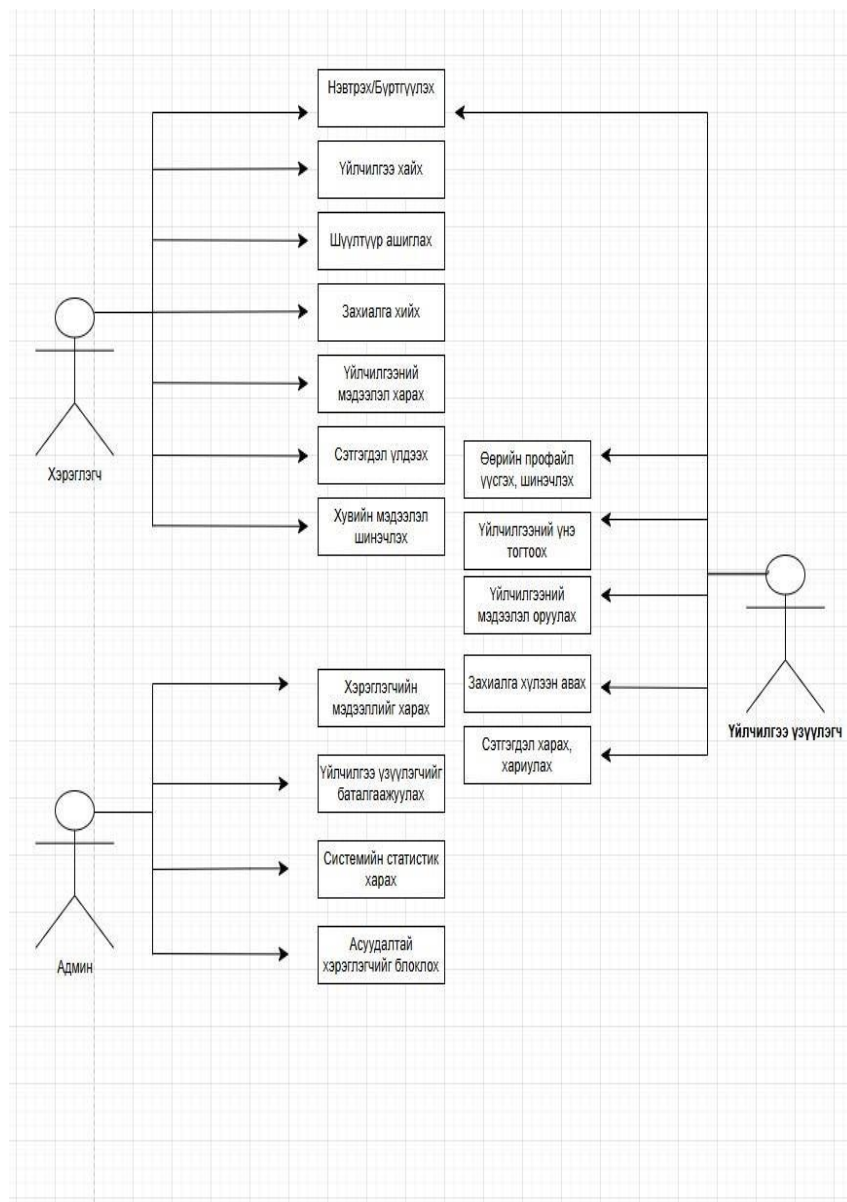 Нэвтрэх/Бүртгүүлэх
Үйлчилгээ хайх
Шүүлтүүр ашиглах
Захиалга хийх
Үйлчилгээний
мэдээлэл харах
Сэтгэгдэл үлдээх
Хувийн мэдээлэл
шинэчлэх
Хэрэглэгч
Өөрийн профайл
үүсгэх, шинэчлэх
Үйлчилгээний үнэ
тогтоох
Үйлчилгээний
мэдээлэл оруулах
Захиалга хүлээн авах
Сэтгэгдэл харах,
хариулах
Үйлчилгээ үзүүлэгч
Хэрэглэгчийн
мэдээллийг харах
Үйлчилгээ үзүүлэгчийг
баталгаажуулах
Системийн статистик
харах
Асуудалтай
хэрэглэгчийг блоклох
Админ